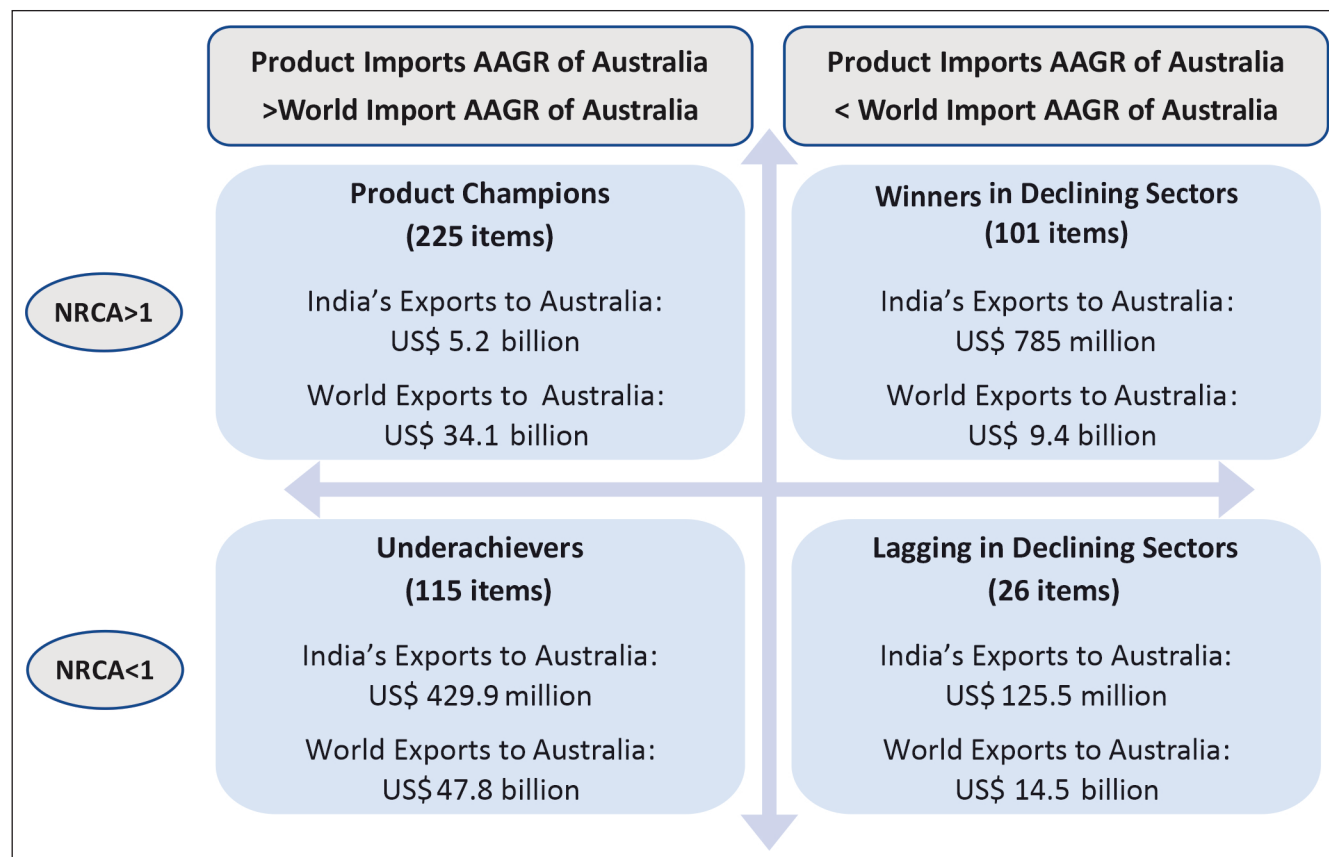 Product Imports AAGR of Australia
>World Import AAGR of Australia
Product Imports AAGR of Australia
< World Import AAGR of Australia
NRCA>1
Product Champions
(225 items)
India’s Exports to Australia:
US$ 5.2 billion
World Exports to Australia:
US$ 34.1 billion
Winners in Declining Sectors
(101 items)
India’s Exports to Australia:
US$ 785 million
World Exports to Australia:
US$ 9.4 billion
NRCA<1
Underachievers
(115 items)
India’s Exports to Australia:
US$ 429.9 million
World Exports to Australia:
US$ 47.8 billion
Lagging in Declining Sectors
(26 items)
India’s Exports to Australia:
US$ 125.5 million
World Exports to Australia:
US$ 14.5 billion